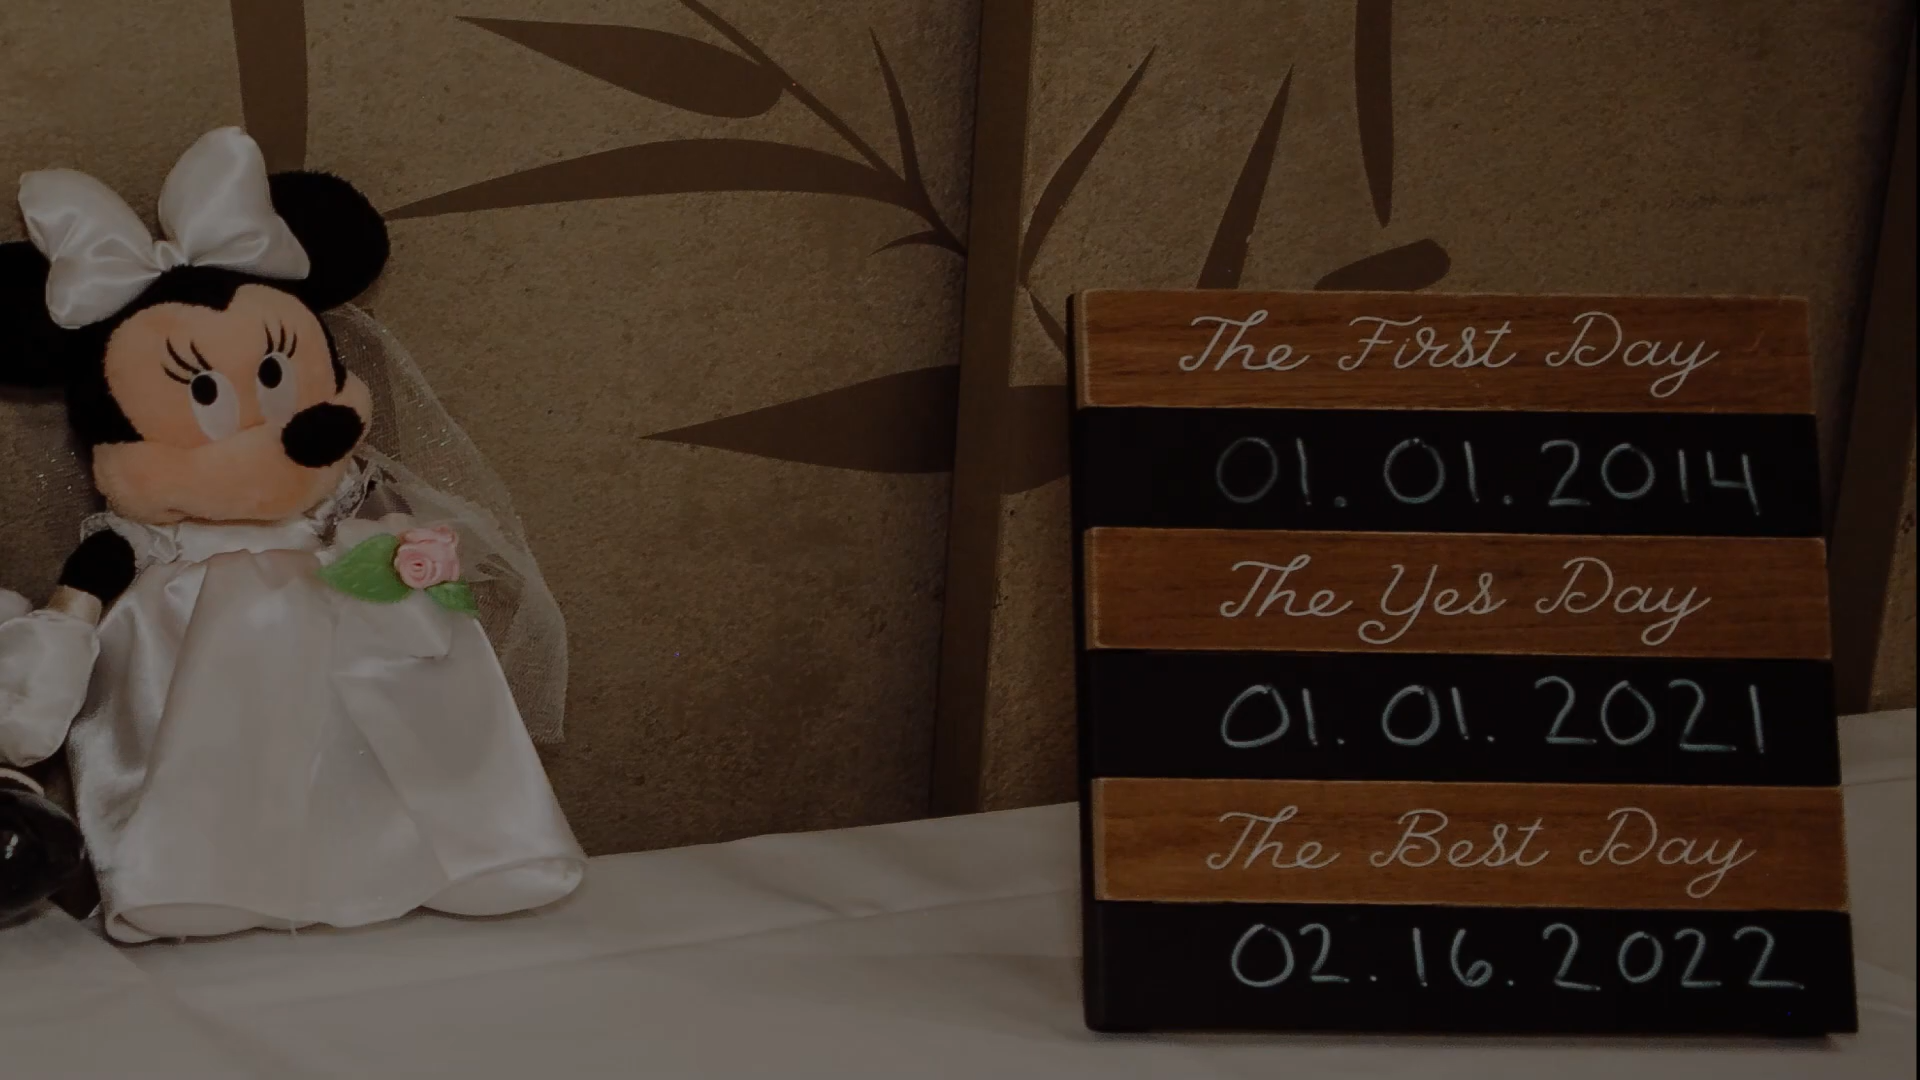 The First Day
01.01.2014
The Yes Day
01.01.2021
The Best Day
02.16.2022